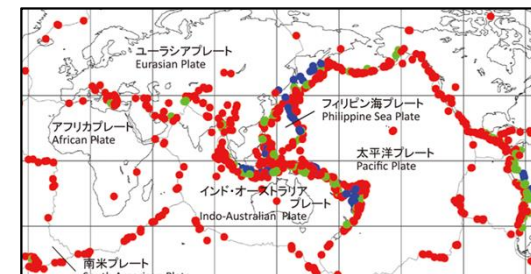 ユーラシアプレート
Eurasian Plate
フィリピン海プレート
Philippine Sea Plate
アフリカプレート
African Plate
太平洋プレート
Pacific Plate
インド・オーストラリア
プレート
Indo-Australian Plate
南米プレート